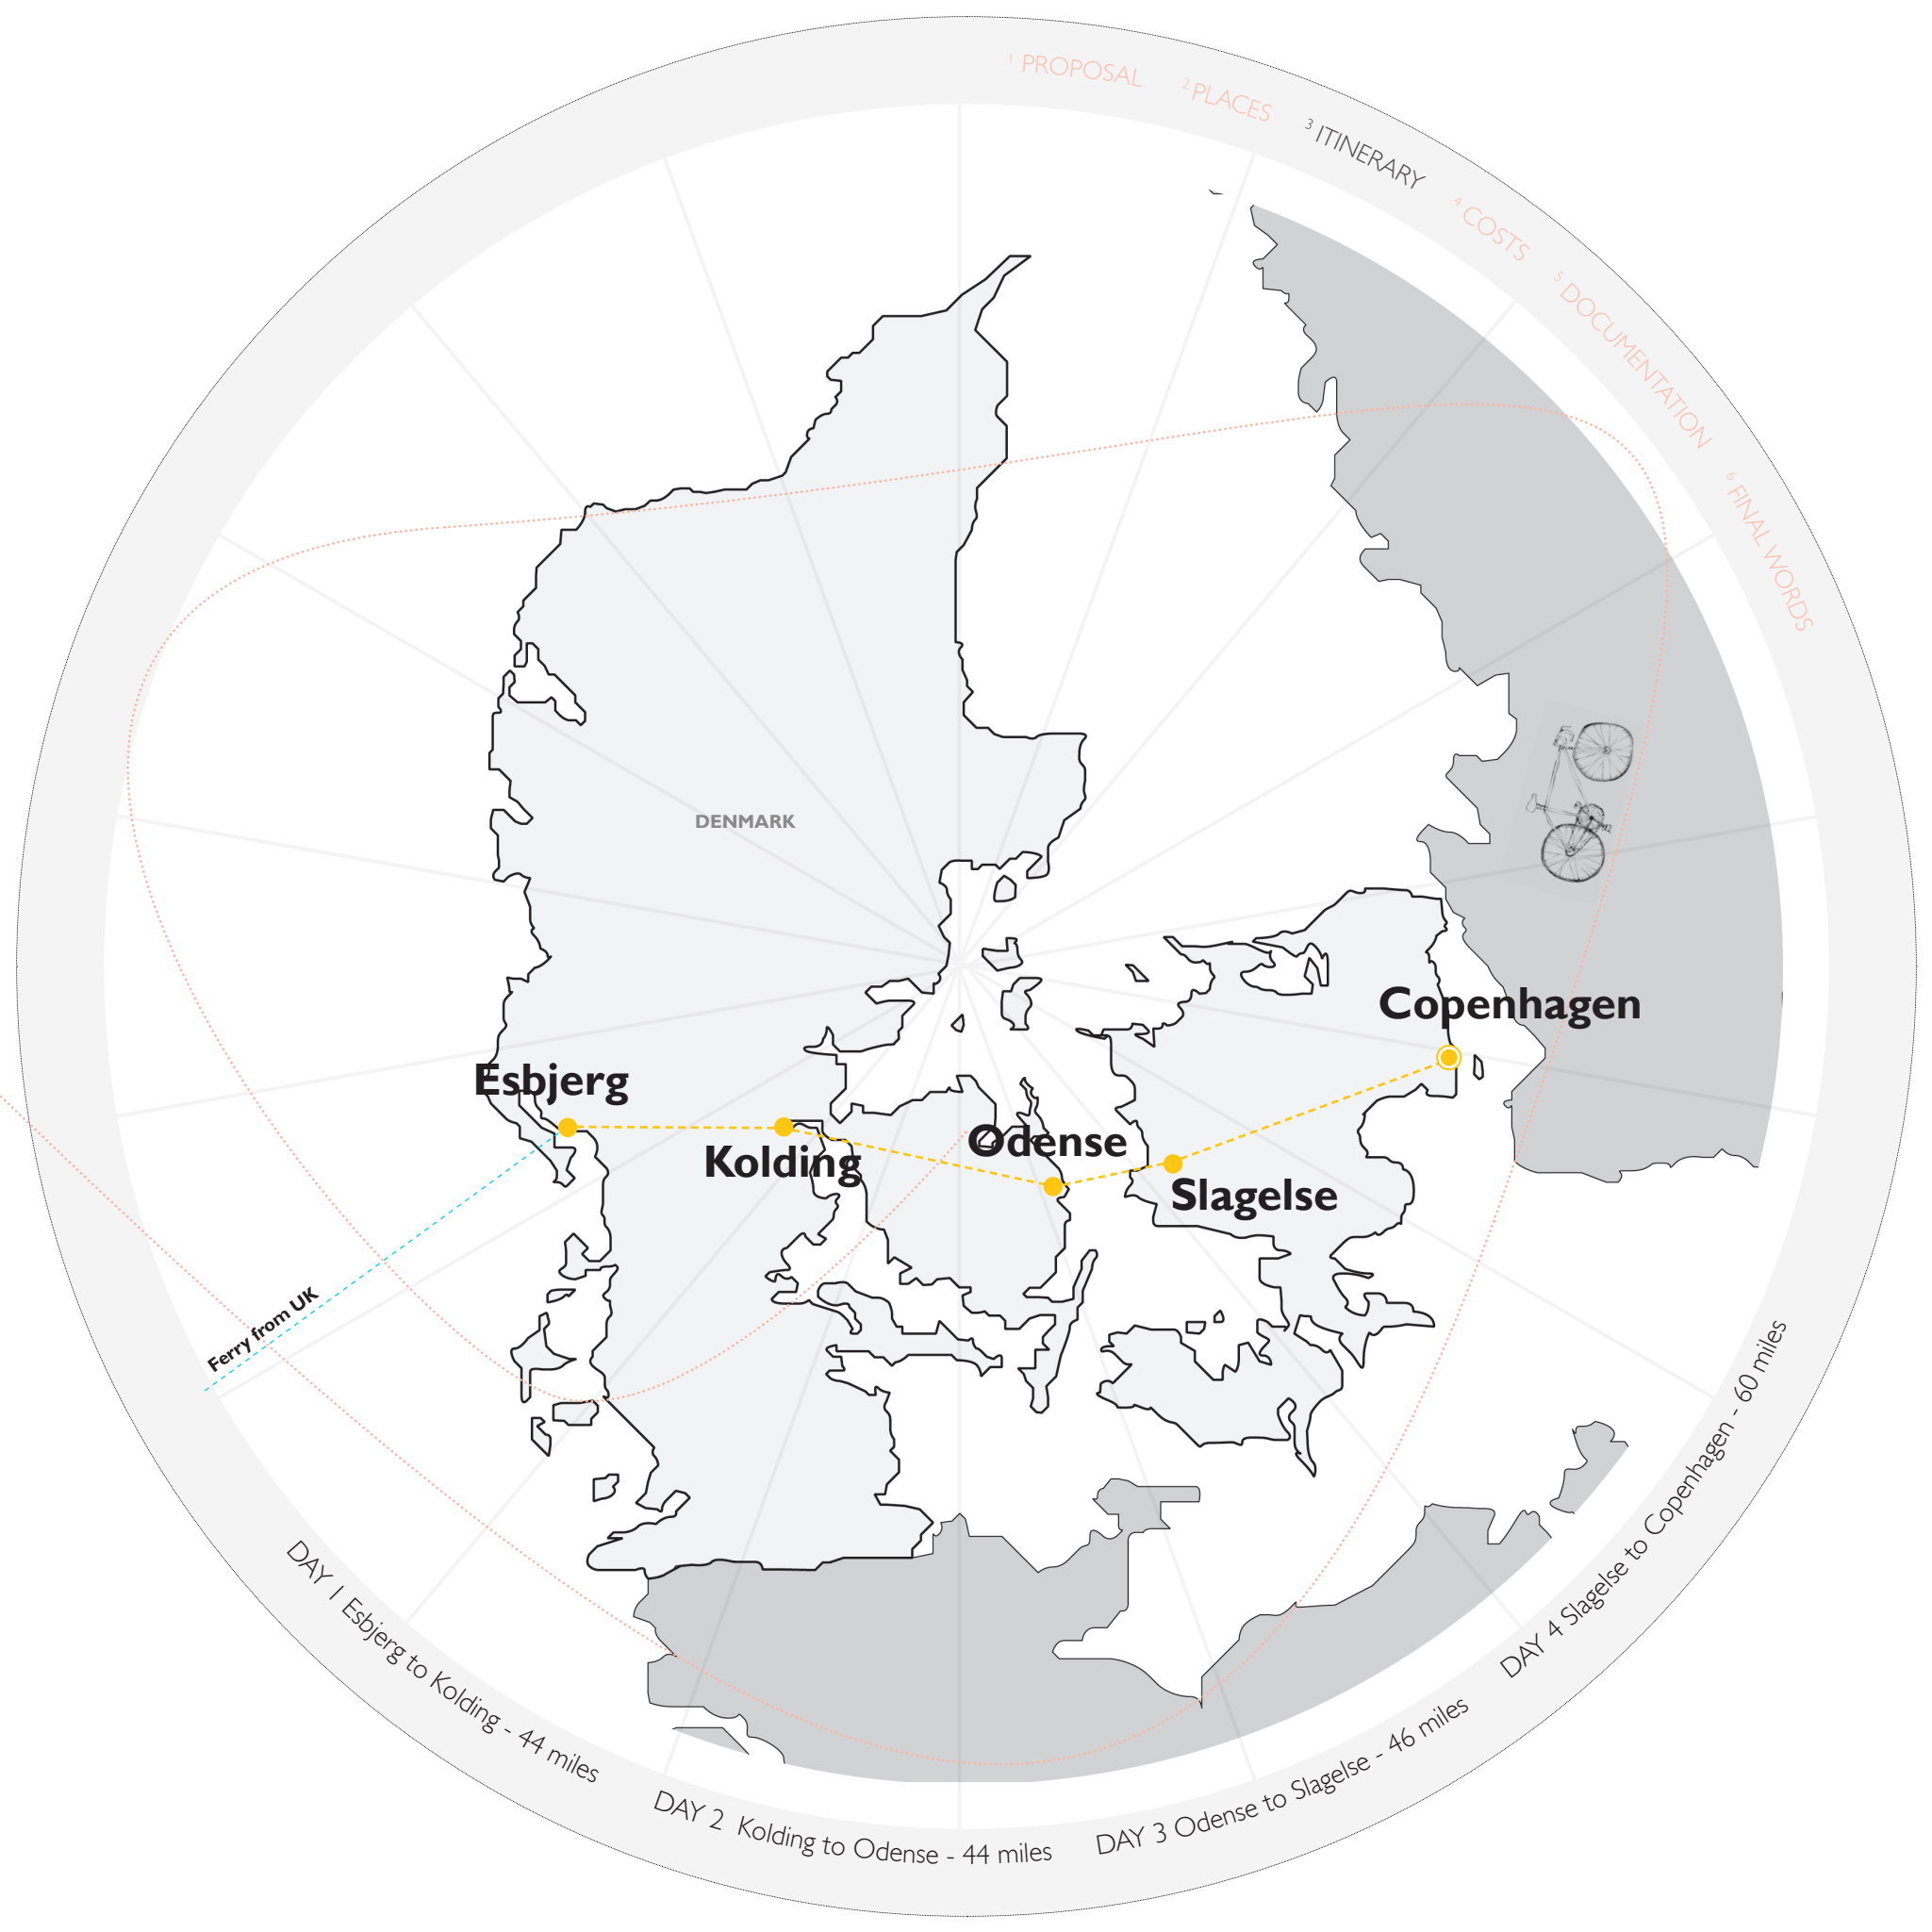 1 PROPOSAL
2 PLACES
3 ITINERARY
4 COSTS
5 DOCUMENTATION
6 FINAL WORDS
DENMARK
Copenhagen
Esbjerg
Odense
Kolding
Slagelse
Ferry from UK
DAY 1 Esbjerg to Kolding - 44 miles
DAY 2 Kolding to Odense - 44 miles
DAY 3 Odense to Slagelse - 46 miles
DAY 4 Slagelse to Copenhagen - 60 miles